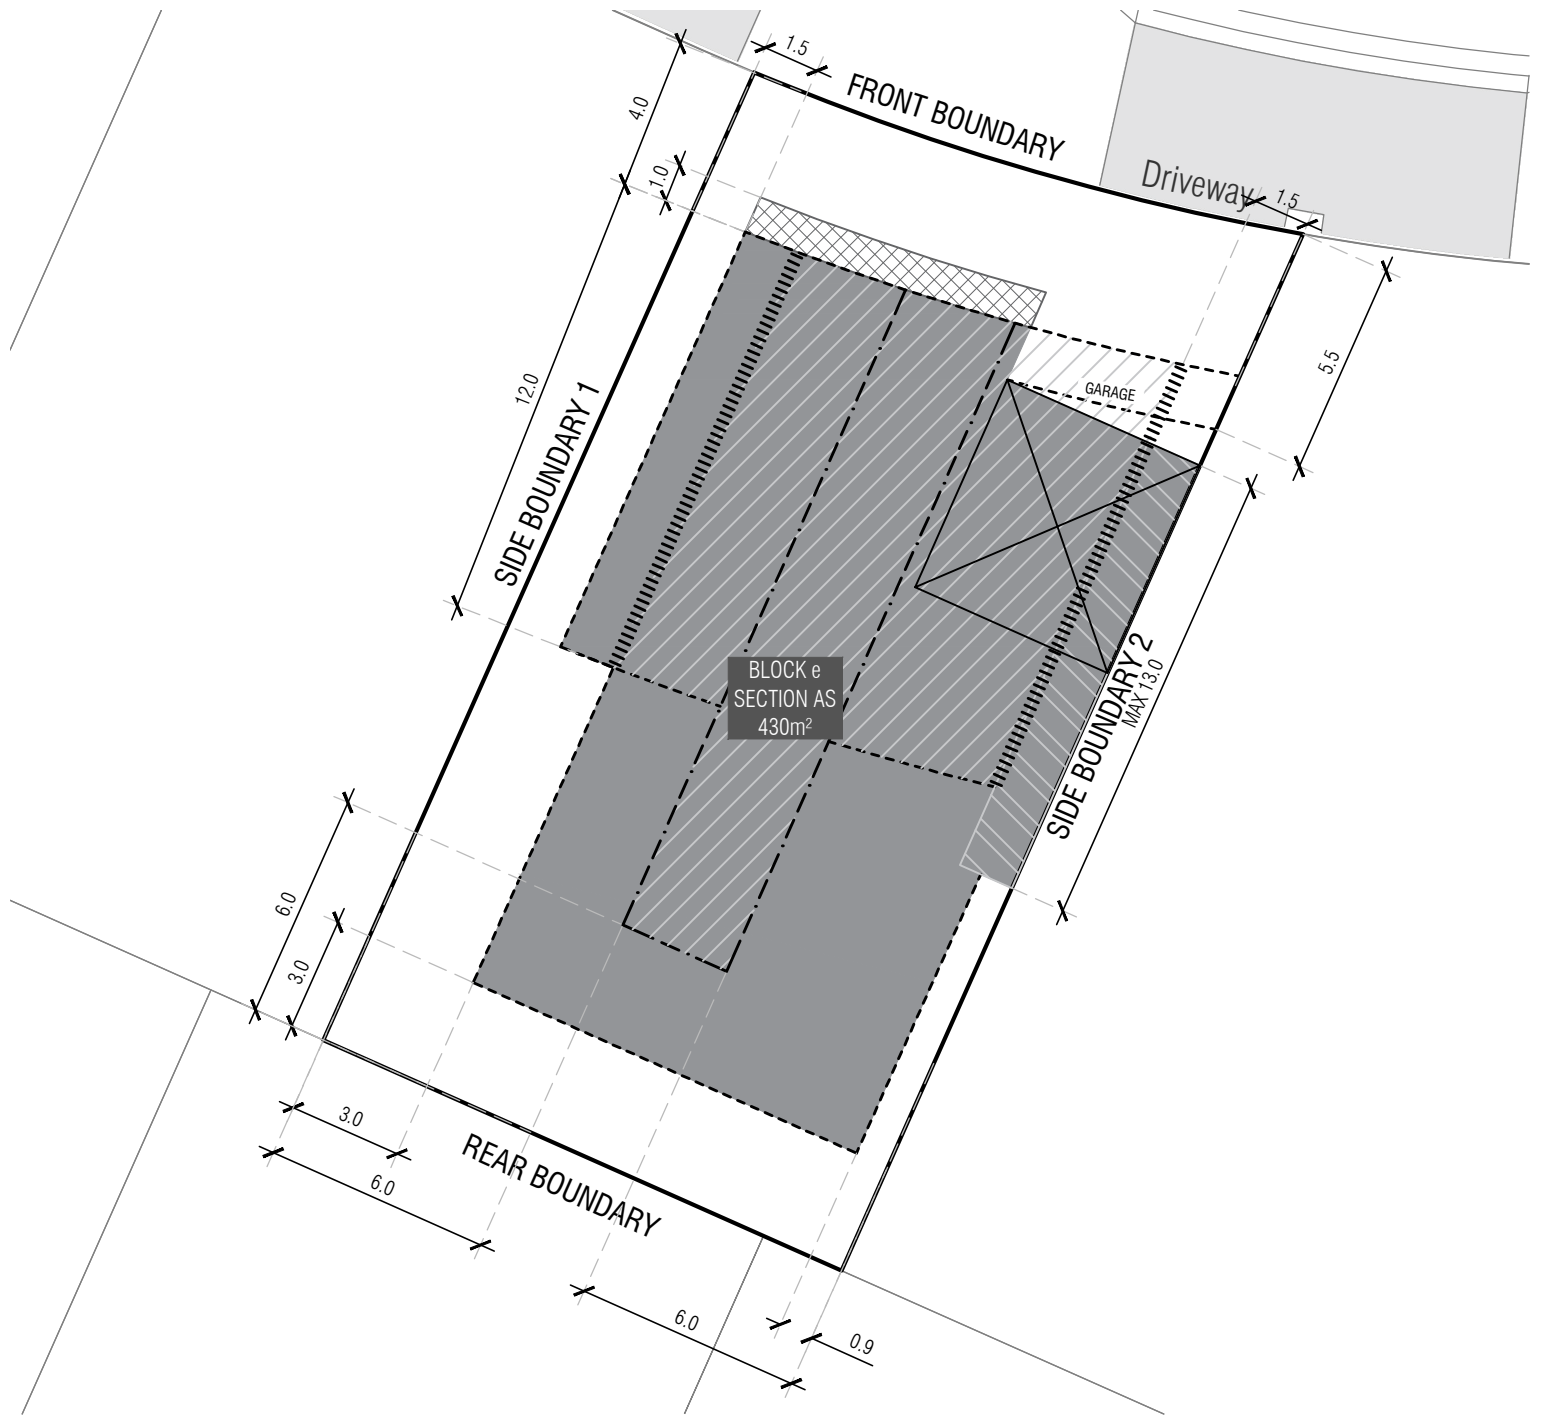 1.5
4.0
FRONT BOUNDARY
Driveway
1.0
1.5
5.5
12.0
GARAGE
SIDE BOUNDARY 1
BLOCK e
SECTION AS
430m²
SIDE BOUNDARY 2
MAX 13.0
6.0
3.0
3.0
REAR BOUNDARY
6.0
6.0
0.9